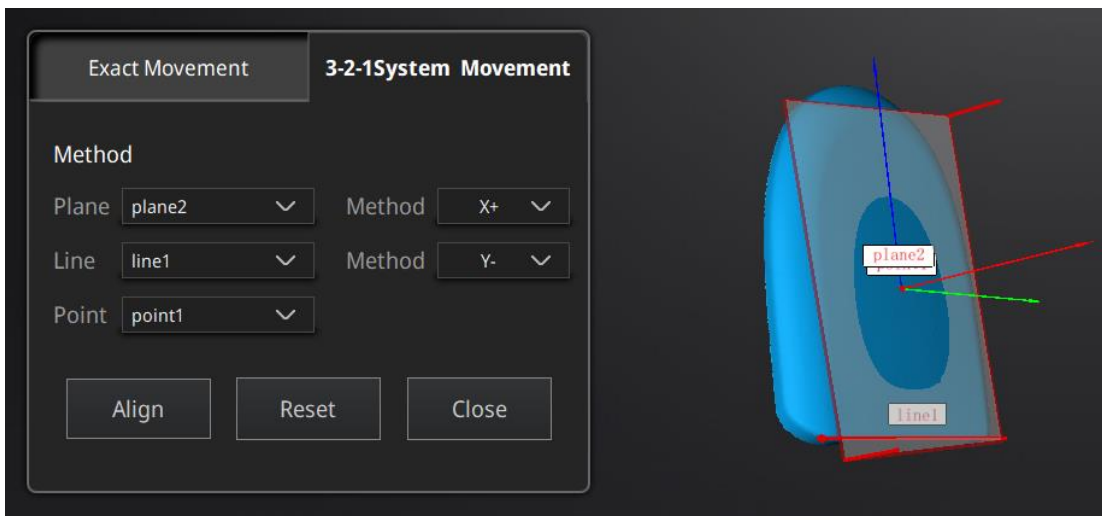 Exact Movement
3-2-1System Movement
Method
Plane plane2 Method X+
Line line1 Method Y-
Point point1
Align Reset Close
plane2
line1